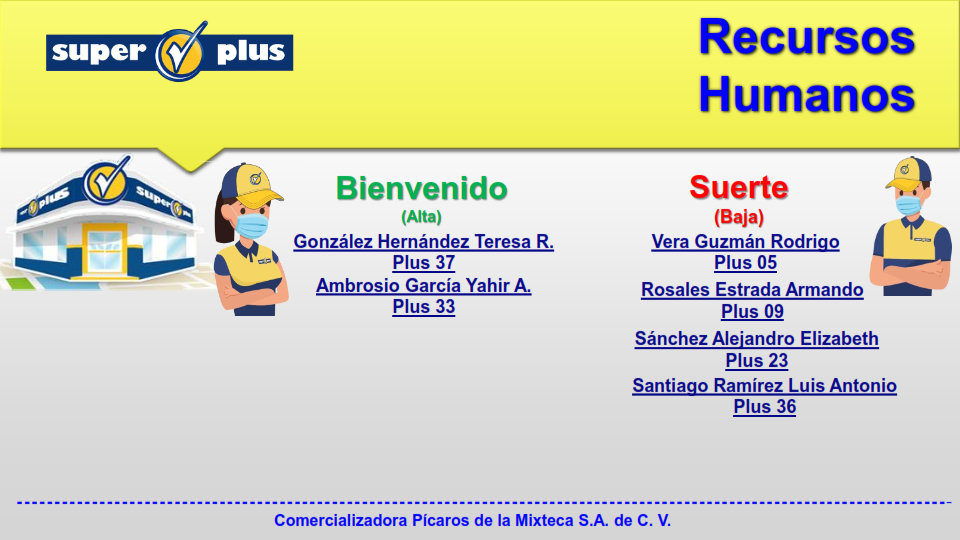 super plus
Recursos
Humanos
plus
super
Bienvenido
(Alta)
González Hernández Teresa R.
Plus 37
Ambrosio García Yahir A.
Plus 33
Suerte
(Baja)
Vera Guzmán Rodrigo
Plus 05
Rosales Estrada Armando
Plus 09
Sánchez Alejandro Elizabeth
Plus 23
Santiago Ramírez Luis Antonio
Plus 36
Comercializadora Pícaros de la Mixteca S.A. de C. V.